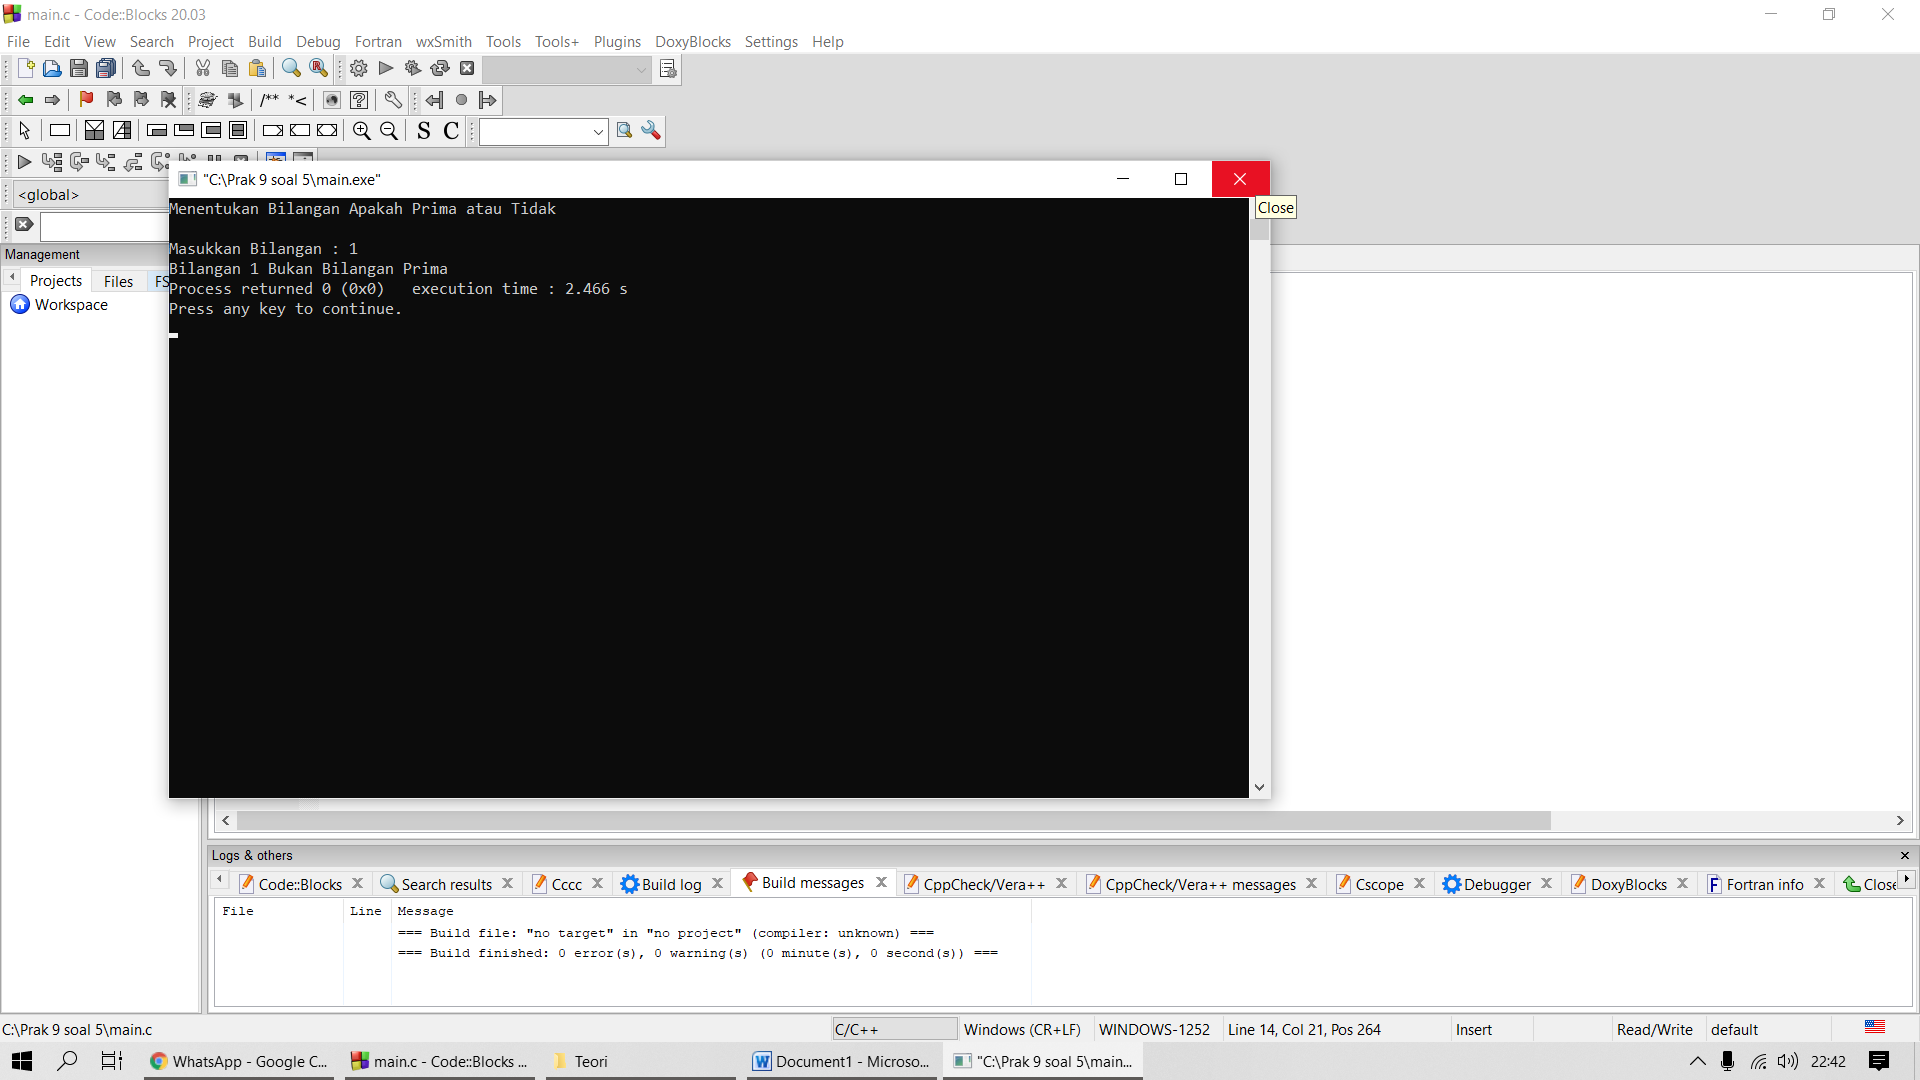 main.c - Code::Blocks 20.03
File Edit View Search Project Build Debug Fortran wxSmith Tools Tools+ Plugins DoxyBlocks Settings Help
/** *<
S C
<global>
"C:\Prak 9 soal 5\main.exe"
Close
Menentukan Bilangan Apakah Prima atau Tidak
Masukkan Bilangan : 1
Bilangan 1 Bukan Bilangan Prima
Process returned 0 (0x0)   execution time : 2.466 s
Press any key to continue.
Management
Projects Files FS
Workspace
Logs & others
Code::Blocks Search results Cccc Build log Build messages CppCheck/Vera++ CppCheck/Vera++ messages Cscope Debugger DoxyBlocks Fortran info Close
File Line Message
=== Build file: "no target" in "no project" (compiler: unknown) ===
=== Build finished: 0 error(s), 0 warning(s) (0 minute(s), 0 second(s)) ===
C:\Prak 9 soal 5\main.c C/C++ Windows (CR+LF) WINDOWS-1252 Line 14, Col 21, Pos 264 Insert Read/Write default
WhatsApp - Google C... main.c - Code::Blocks ... Teori Document1 - Microso... "C:\Prak 9 soal 5\main... 22:42